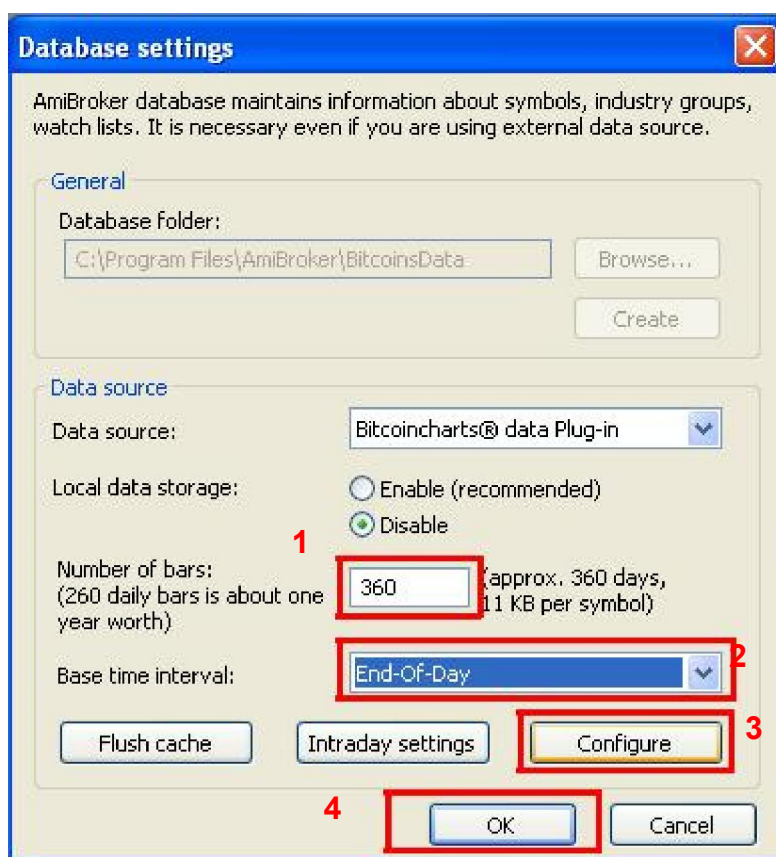 Database settings
AmiBroker database maintains information about symbols, industry groups,
watch lists. It is necessary even if you are using external data source.
General
Database folder:
C:\Program Files\AmiBroker\BitcoinsData
Browse...
Create
Data source
Data source:
Bitcoincharts® data Plug-in
Local data storage:
Enable (recommended)
Disable
1
Number of bars:
(260 daily bars is about one
year worth)
360
(approx. 360 days,
11 KB per symbol)
2
Base time interval:
End-Of-Day
Flush cache
Intraday settings
Configure
3
4
OK
Cancel